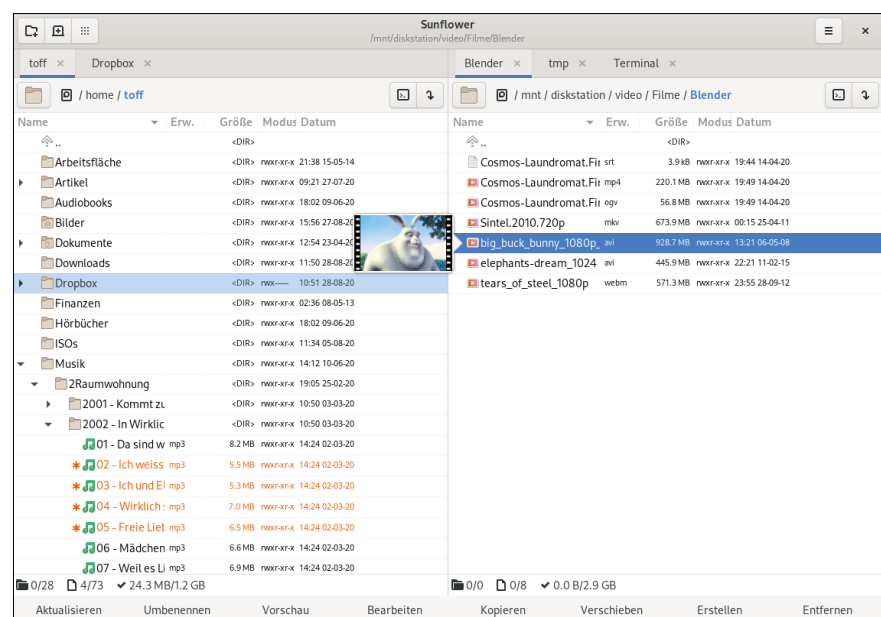 Sunflower
/mnt/diskstation/video/Filme/Blender
toff × Dropbox ×
Blender × tmp × Terminal ×
/ home / toff
/ mnt / diskstation / video / Filme / Blender
Name Erw. Größe Modus Datum
.. <DIR>
Arbeitsfläche <DIR> rwxr-xr-x 21:38 15-05-14
Artikel <DIR> rwxr-xr-x 09:21 27-07-20
Audiobooks <DIR> rwxr-xr-x 18:02 09-06-20
Bilder <DIR> rwxr-xr-x 15:56 27-08-20
Dokumente <DIR> rwxr-xr-x 12:54 23-04-20
Downloads <DIR> rwxr-xr-x 11:50 28-08-20
Dropbox <DIR> rwx------ 10:51 28-08-20
Finanzen <DIR> rwxr-xr-x 02:36 08-05-13
Hörbücher <DIR> rwxr-xr-x 18:02 09-06-20
ISOs <DIR> rwxr-xr-x 11:34 05-08-20
Musik <DIR> rwxr-xr-x 14:12 10-06-20
2Raumwohnung <DIR> rwxr-xr-x 19:05 25-02-20
2001 - Kommt zu <DIR> rwxr-xr-x 10:50 03-03-20
2002 - In Wirklic <DIR> rwxr-xr-x 10:50 03-03-20
01 - Da sind w mp3 8.2 MB rwxr-xr-x 14:24 02-03-20
02 - Ich weiss mp3 5.5 MB rwxr-xr-x 14:24 02-03-20
03 - Ich und El mp3 5.3 MB rwxr-xr-x 14:24 02-03-20
04 - Wirklich mp3 7.0 MB rwxr-xr-x 14:24 02-03-20
05 - Freie Liet mp3 6.5 MB rwxr-xr-x 14:24 02-03-20
06 - Mädchen mp3 6.6 MB rwxr-xr-x 14:24 02-03-20
07 - Weil es Li mp3 6.9 MB rwxr-xr-x 14:24 02-03-20
0/28 4/73 24.3 MB/1.2 GB
Name Erw. Größe Modus Datum
.. <DIR>
Cosmos-Laundromat.Fir srt 3.9 kB rwxr-xr-x 19:44 14-04-20
Cosmos-Laundromat.Fir mp4 220.1 MB rwxr-xr-x 19:49 14-04-20
Cosmos-Laundromat.Fir ogv 56.8 MB rwxr-xr-x 19:49 14-04-20
Sintel.2010.720p mkv 673.9 MB rwxr-xr-x 00:15 25-04-11
big_buck_bunny_1080p_ avi 928.7 MB rwxr-xr-x 13:21 06-05-08
elephants-dream_1024 avi 445.9 MB rwxr-xr-x 22:21 11-02-15
tears_of_steel_1080p webm 571.3 MB rwxr-xr-x 23:55 28-09-12
0/0 0/8 0.0 B/2.9 GB
Aktualisieren Umbenennen Vorschau Bearbeiten Kopieren Verschieben Erstellen Entfernen